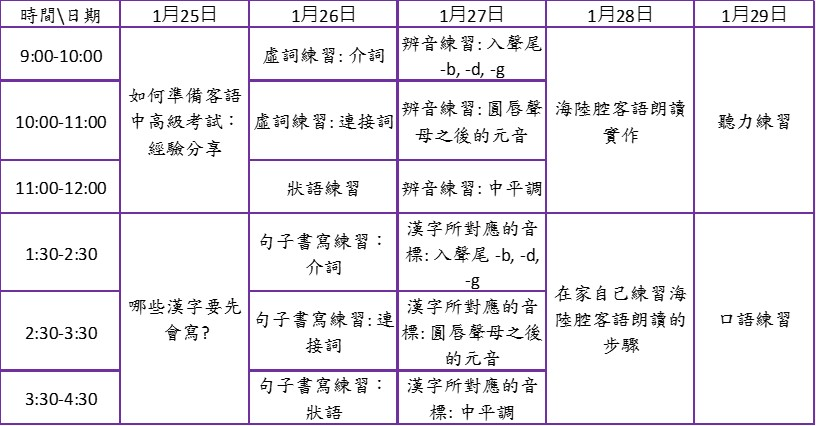 時間\日期
1月25日
1月26日
1月27日
1月28日
1月29日
9:00-10:00
如何準備客語
中高級考試：
經驗分享
虛詞練習: 介詞
辨音練習: 入聲尾
-b, -d, -g
海陸腔客語朗讀
實作
聽力練習
10:00-11:00
虛詞練習: 連接詞
辨音練習: 圓唇聲
母之後的元音
11:00-12:00
狀語練習
辨音練習: 中平調
1:30-2:30
哪些漢字要先
會寫?
句子書寫練習：
介詞
漢字所對應的音
標: 入聲尾 -b, -d,
-g
在家自己練習海
陸腔客語朗讀的
步驟
口語練習
2:30-3:30
句子書寫練習: 連
接詞
漢字所對應的音
標: 圓唇聲母之後
的元音
3:30-4:30
句子書寫練習：
狀語
漢字所對應的音
標: 中平調